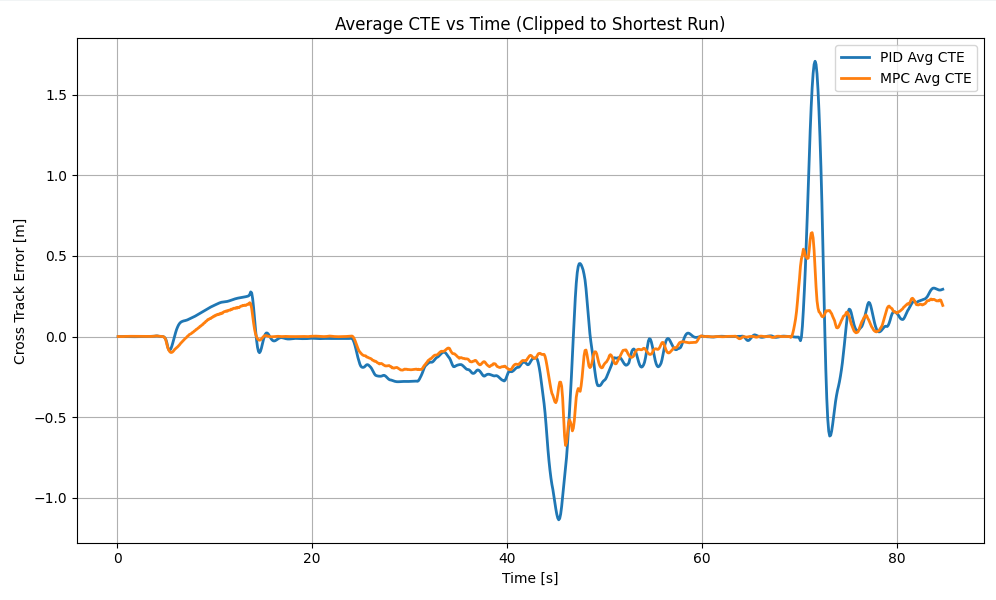 Average CTE vs Time (Clipped to Shortest Run)
PID Avg CTE
MPC Avg CTE
Cross Track Error [m]
1.5
1.0
0.5
0.0
−0.5
−1.0
0 20 40 60 80
Time [s]